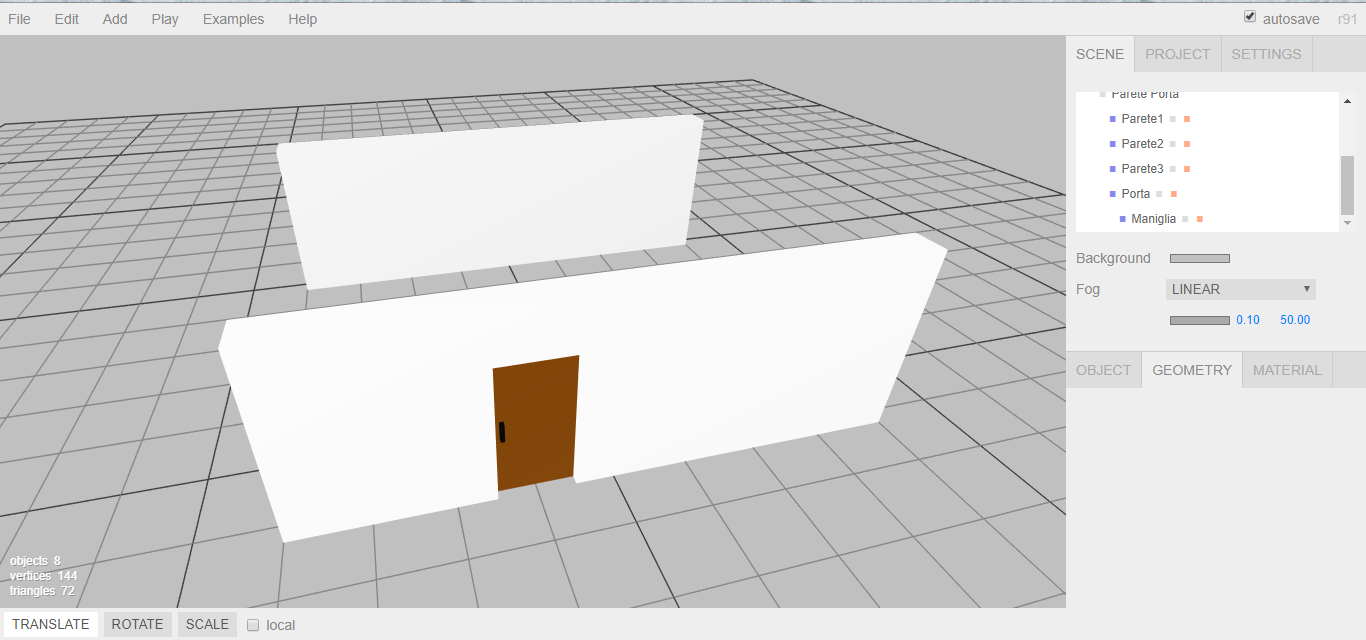 File Edit Add Play Examples Help autosave r91
SCENE PROJECT SETTINGS
Parete Porta
Parete1
Parete2
Parete3
Porta
Maniglia
Background
Fog LINEAR
0.10 50.00
OBJECT GEOMETRY MATERIAL
objects 8
vertices 144
triangles 72
TRANSLATE ROTATE SCALE local